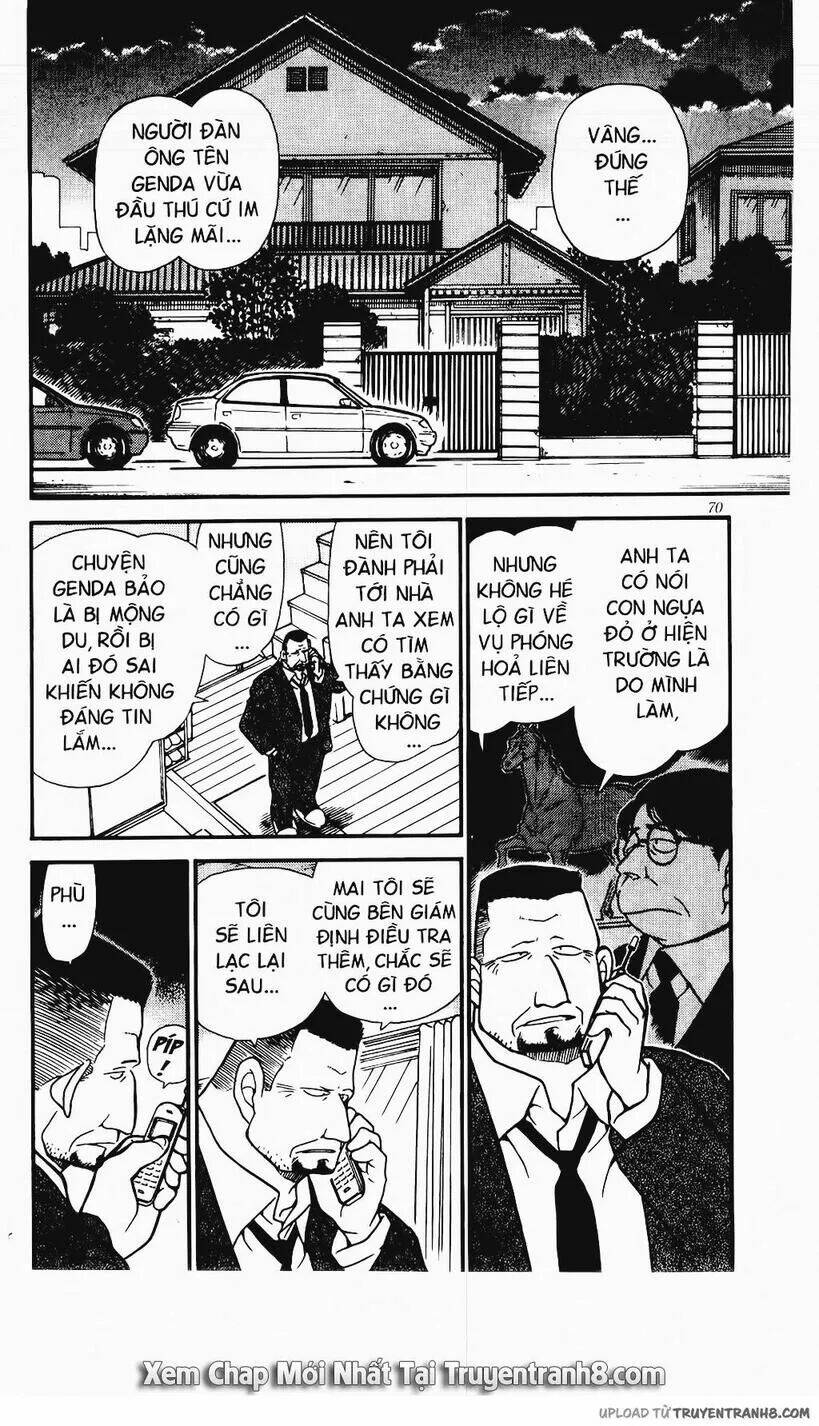 VÂNG...
ĐÚNG
THẾ
...
NGƯỜI ĐÀN
ÔNG TÊN
GENDA VỪA
ĐẦU THÚ CỨ IM
LẶNG MÃI...
70
ANH TA
CÓ NÓI
CON NGỰA
ĐỎ Ở HIỆN
TRƯỜNG LÀ
DO MÌNH
LÀM,
NHƯNG
KHÔNG HÉ
LỘ GÌ VỀ
VỤ PHÓNG
HOẢ LIÊN
TIẾP...
NÊN TÔI
ĐÀNH PHẢI
TỚI NHÀ
ANH TA XEM
CÓ TÌM
THẤY BẰNG
CHỨNG GÌ
KHÔNG
...
NHƯNG
CŨNG
CHẲNG
CÓ GÌ
...
CHUYỆN
GENDA BẢO
LÀ BỊ MỘNG
DU, RỒI BỊ
AI ĐÓ SAI
KHIẾN KHÔNG
ĐÁNG TIN
LẮM...
MAI TÔI SẼ
CÙNG BÊN GIÁM
ĐỊNH ĐIỀU TRA
THÊM, CHẮC SẼ
CÓ GÌ ĐÓ
...
TÔI
SẼ LIÊN
LẠC LẠI
SAU...
PHÙ
...
PÍP
!
Xem Chap Mới Nhất Tại Truyentranh8.com
UPLOAD TỪ TRUYENTRANH8.COM